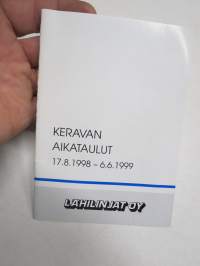 KERAVAN
AIKATAULUT
17.8.1998 – 6.6.1999
LÄHILINJAT OY